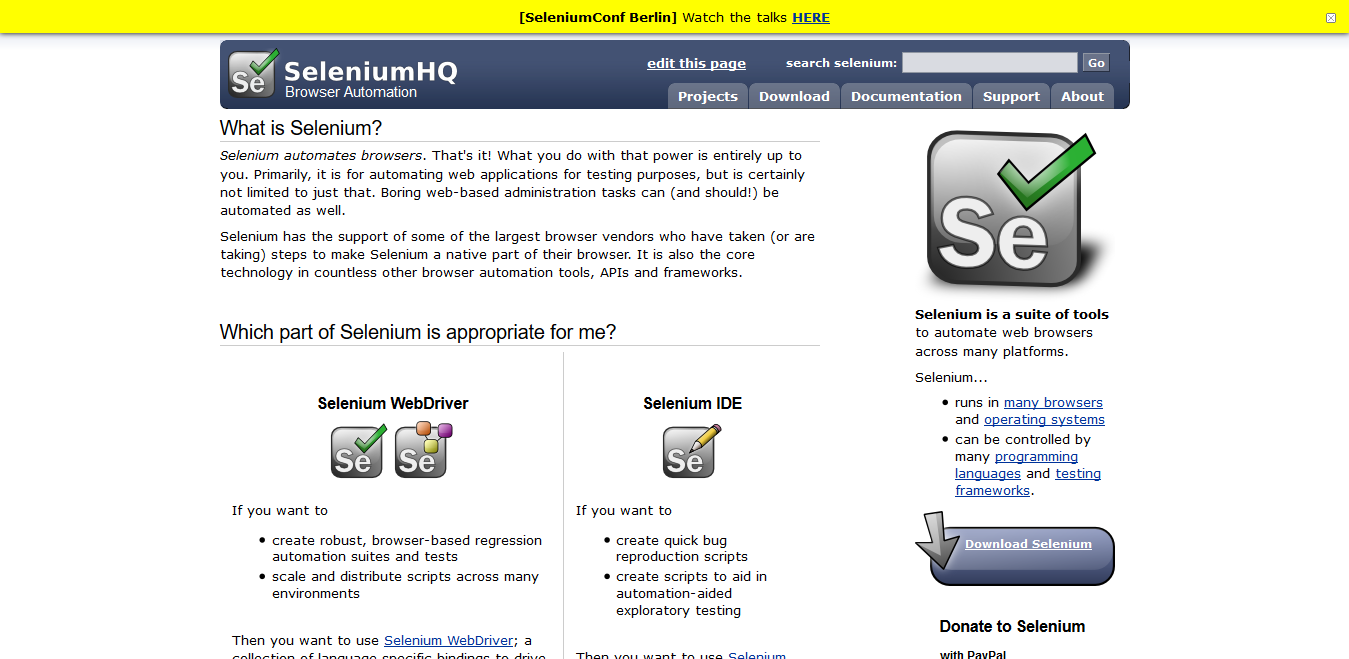 [SeleniumConf Berlin] Watch the talks HERE
Se
SeleniumHQ
Browser Automation
edit this page
search selenium:
Go
Projects
Download
Documentation
Support
About
What is Selenium?
Selenium automates browsers. That's it! What you do with that power is entirely up to
you. Primarily, it is for automating web applications for testing purposes, but is certainly
not limited to just that. Boring web-based administration tasks can (and should!) be
automated as well.
Selenium has the support of some of the largest browser vendors who have taken (or are
taking) steps to make Selenium a native part of their browser. It is also the core
technology in countless other browser automation tools, APIs and frameworks.
Which part of Selenium is appropriate for me?
Selenium WebDriver
Se
Se
If you want to
• create robust, browser-based regression
automation suites and tests
• scale and distribute scripts across many
environments
Then you want to use Selenium WebDriver; a
collection of language specific bindings to drive
Selenium IDE
Se
If you want to
• create quick bug
reproduction scripts
• create scripts to aid in
automation-aided
exploratory testing
Then you want to use Selenium
Se
Selenium is a suite of tools
to automate web browsers
across many platforms.
Selenium...
• runs in many browsers
and operating systems
• can be controlled by
many programming
languages and testing
frameworks.
Download Selenium
Donate to Selenium
with PayPal